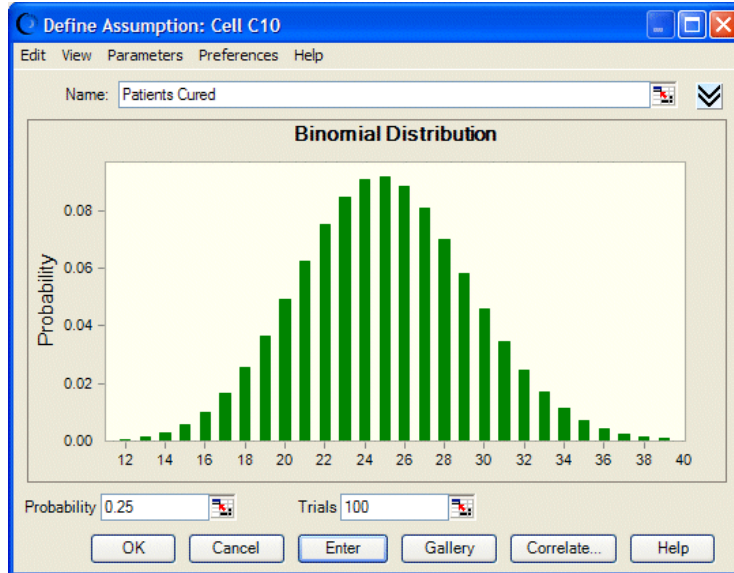 Define Assumption: Cell C10
Edit View Parameters Preferences Help
Name: Patients Cured
Binomial Distribution
Probability
0.08
0.06
0.04
0.02
0.00
12 14 16 18 20 22 24 26 28 30 32 34 36 38 40
Probability 0.25 Trials 100
OK Cancel Enter Gallery Correlate... Help